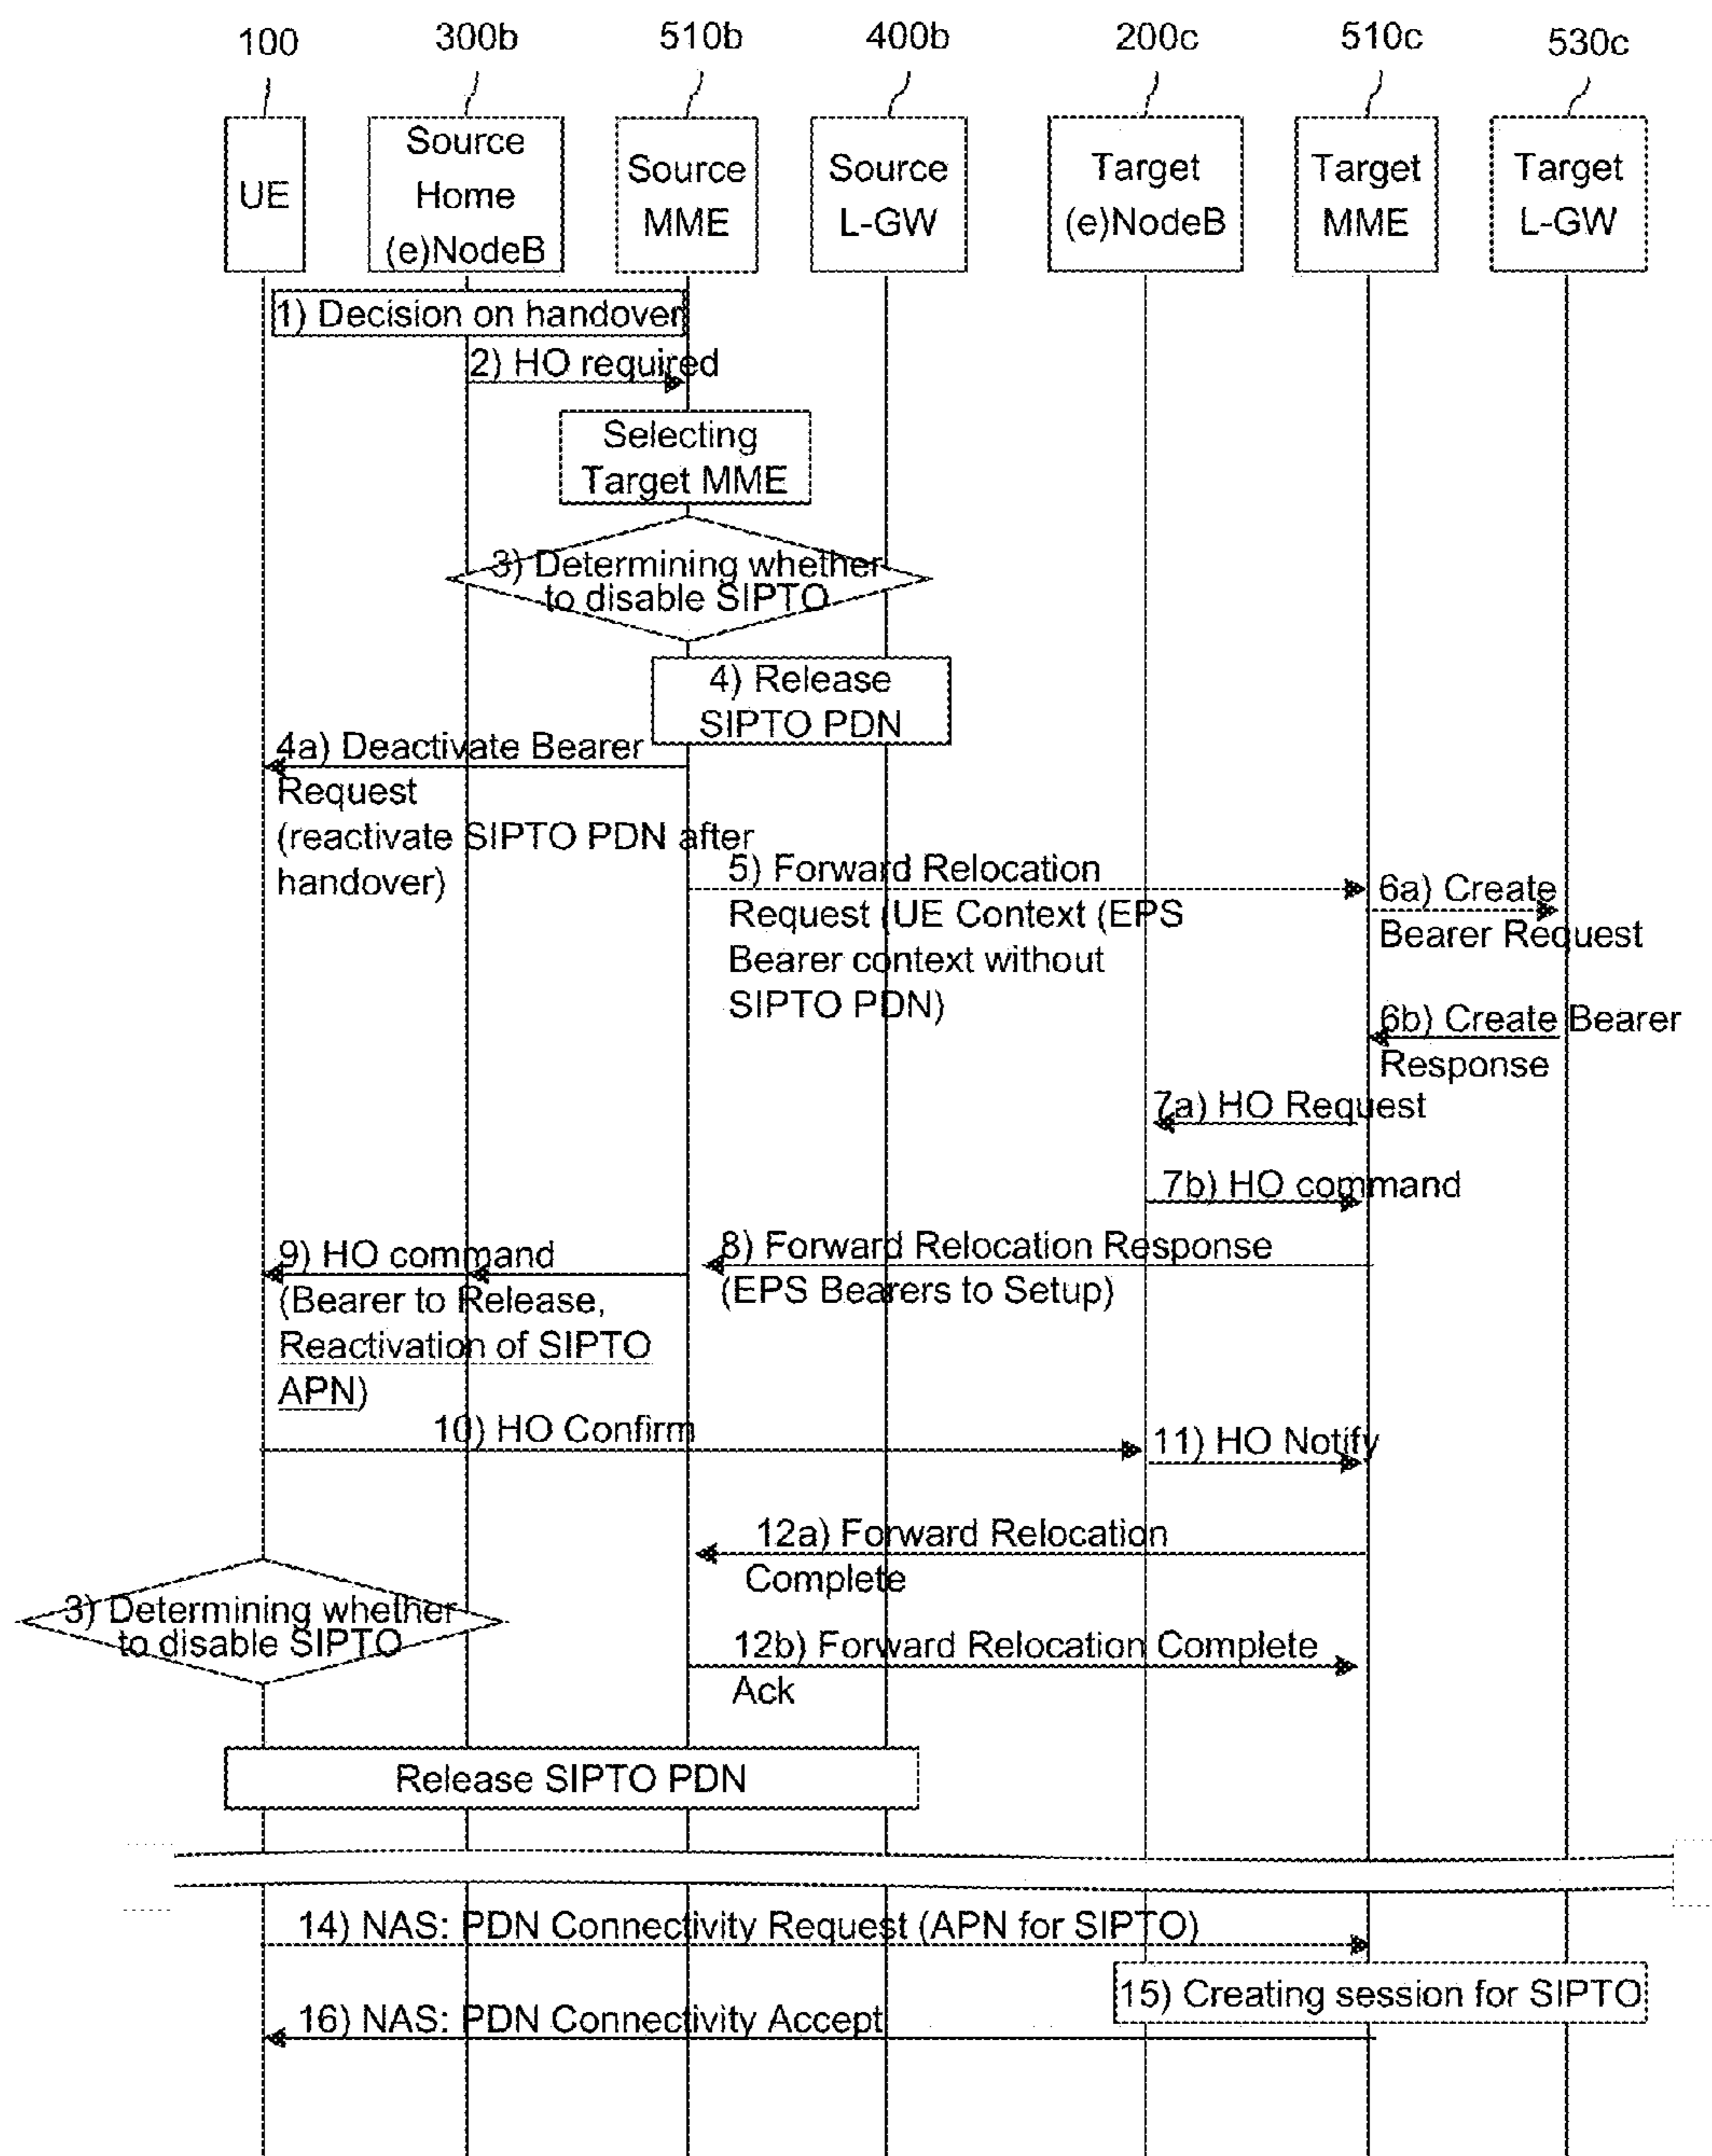 100
300b
510b
400b
200c
510c
530c
UE
Source
Home
(e)NodeB
Source
MME
Source
L-GW
Target
(e)NodeB
Target
MME
Target
L-GW
1) Decision on handover
2) HO required
Selecting
Target MME
3) Determining whether
to disable SIPTO
4) Release
SIPTO PDN
4a) Deactivate Bearer
Request
(reactivate SIPTO PDN after
handover)
5) Forward Relocation
Request (UE Context (EPS
Bearer context without
SIPTO PDN)
6a) Create
Bearer Request
6b) Create Bearer
Response
7a) HO Request
7b) HO command
8) Forward Relocation Response
(EPS Bearers to Setup)
9) HO command
(Bearer to Release,
Reactivation of SIPTO
APN)
10) HO Confirm
11) HO Notify
12a) Forward Relocation
Complete
3) Determining whether
to disable SIPTO
12b) Forward Relocation Complete
Ack
Release SIPTO PDN
14) NAS: PDN Connectivity Request (APN for SIPTO)
15) Creating session for SIPTO
16) NAS: PDN Connectivity Accept